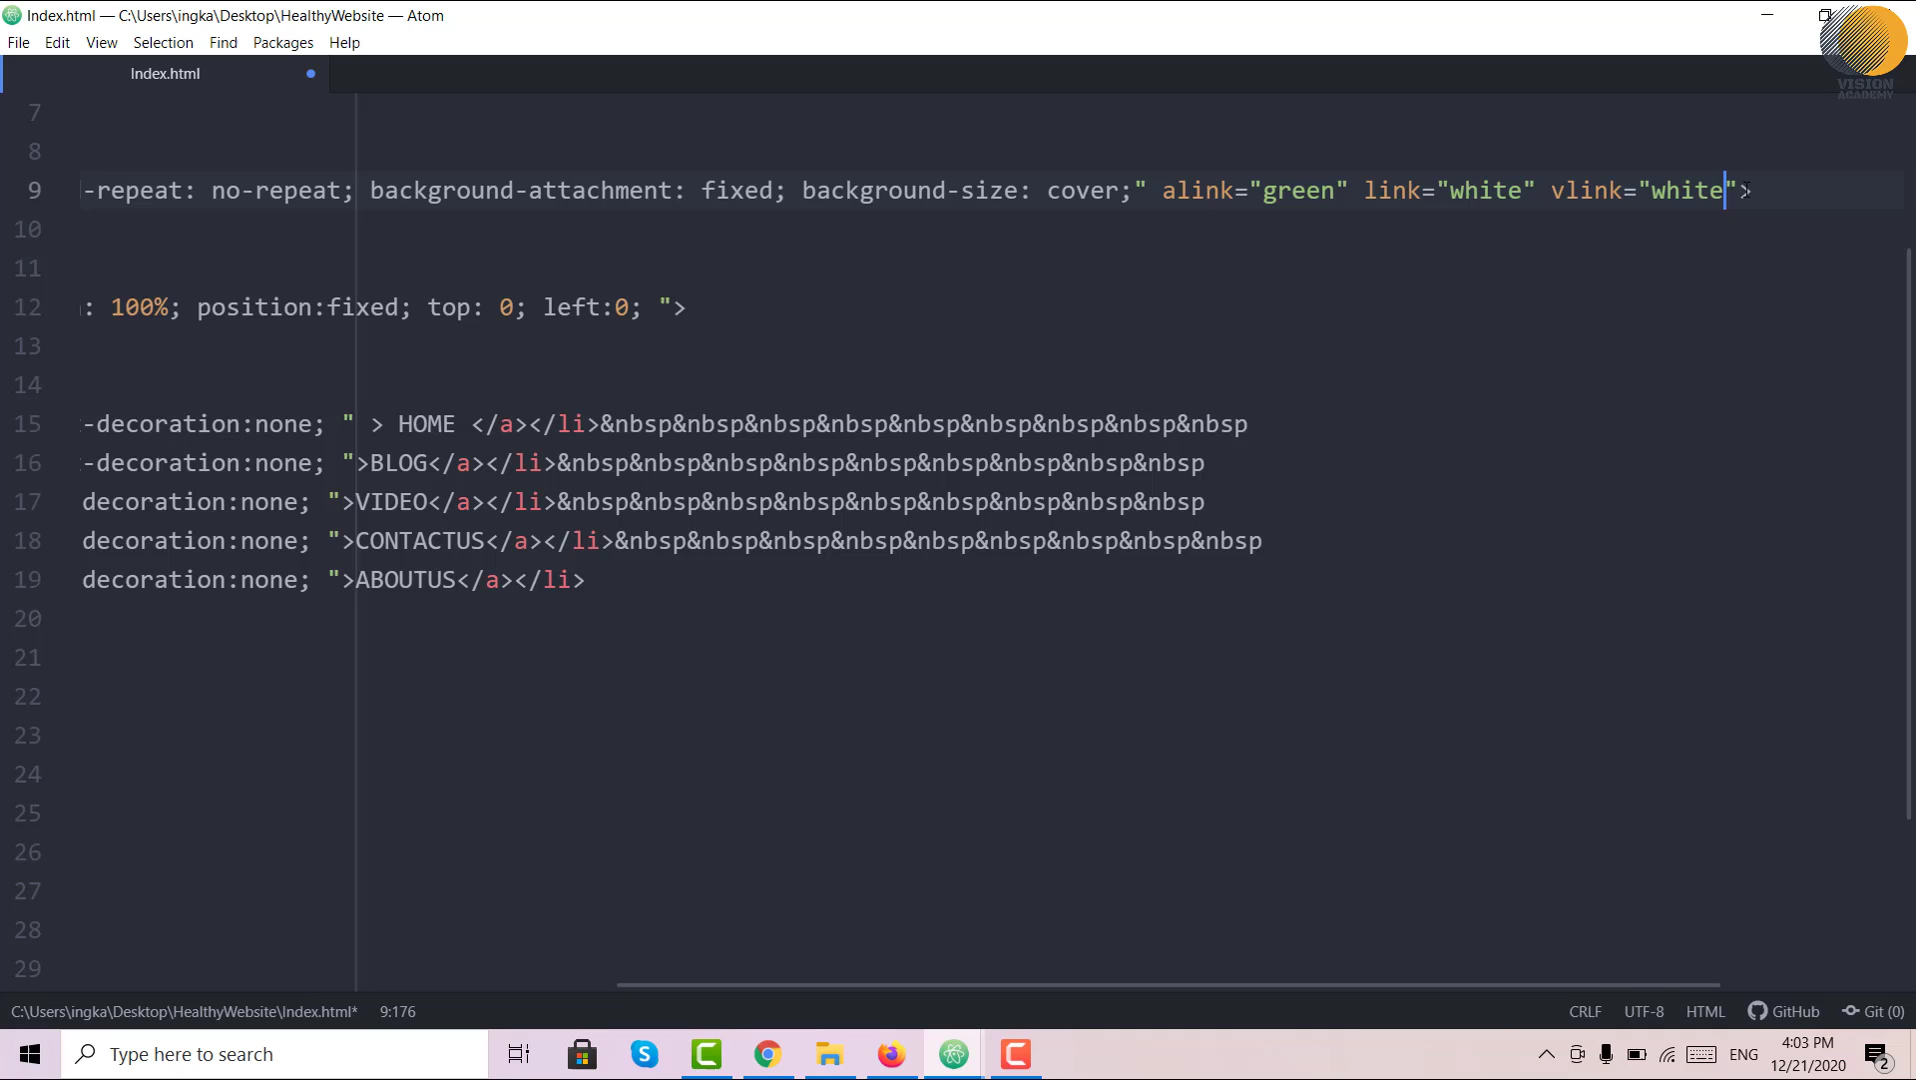 Index.html — C:\Users\ingka\Desktop\HealthyWebsite — Atom
File Edit View Selection Find Packages Help
VISION
ACADEMY
Index.html
7
8
9 -repeat: no-repeat; background-attachment: fixed; background-size: cover;" alink="green" link="white" vlink="white">
10
11
12 : 100%; position:fixed; top: 0; left:0; ">
13
14
15 -decoration:none; " > HOME </a></li>&nbsp&nbsp&nbsp&nbsp&nbsp&nbsp&nbsp&nbsp&nbsp
16 -decoration:none; ">BLOG</a></li>&nbsp&nbsp&nbsp&nbsp&nbsp&nbsp&nbsp&nbsp&nbsp
17 decoration:none; ">VIDEO</a></li>&nbsp&nbsp&nbsp&nbsp&nbsp&nbsp&nbsp&nbsp&nbsp
18 decoration:none; ">CONTACTUS</a></li>&nbsp&nbsp&nbsp&nbsp&nbsp&nbsp&nbsp&nbsp&nbsp
19 decoration:none; ">ABOUTUS</a></li>
20
21
22
23
24
25
26
27
28
29
C:\Users\ingka\Desktop\HealthyWebsite\Index.html* 9:176 CRLF UTF-8 HTML GitHub Git (0)
Type here to search ENG 4:03 PM
12/21/2020 2